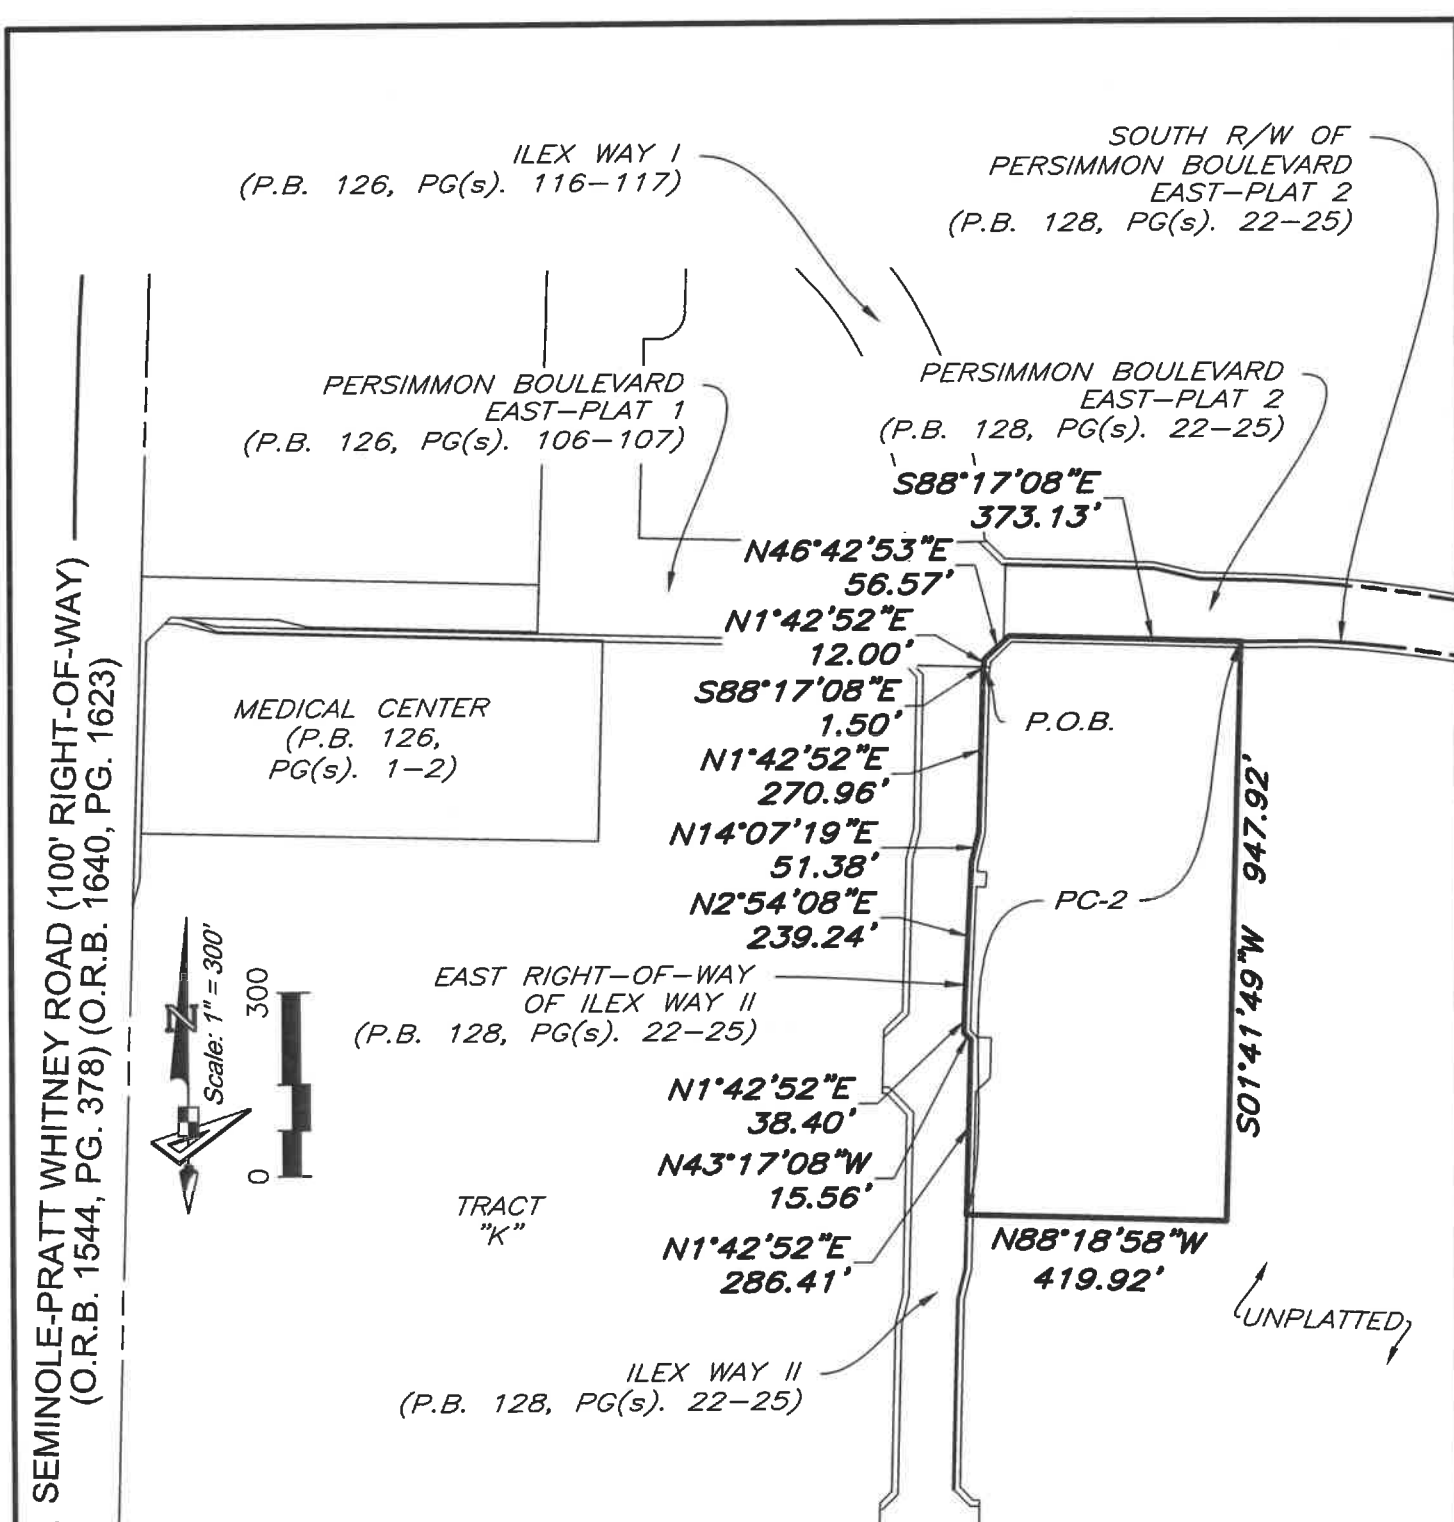 ILEX WAY I
(P.B. 126, PG(s). 116-117)
SOUTH R/W OF
PERSIMMON BOULEVARD
EAST-PLAT 2
(P.B. 128, PG(s). 22-25)
PERSIMMON BOULEVARD
EAST-PLAT 1
(P.B. 126, PG(s). 106-107)
PERSIMMON BOULEVARD
EAST-PLAT 2
(P.B. 128, PG(s). 22-25)
S88°17'08"E
373.13'
N46°42'53"E
56.57'
N1°42'52"E
12.00'
S88°17'08"E
1.50'
N1°42'52"E
270.96'
N14°07'19"E
51.38'
N2°54'08"E
239.24'
P.O.B.
PC-2
MEDICAL CENTER
(P.B. 126,
PG(s). 1-2)
SEMINOLE-PRATT WHITNEY ROAD (100' RIGHT-OF-WAY)
(O.R.B. 1544, PG. 378) (O.R.B. 1640, PG. 1623)
N
Scale: 1" = 300'
0 300
EAST RIGHT-OF-WAY
OF ILEX WAY II
(P.B. 128, PG(s). 22-25)
S01°41'49"W 947.92'
N1°42'52"E
38.40'
N43°17'08"W
15.56'
N1°42'52"E
286.41'
TRACT
"K"
N88°18'58"W
419.92'
UNPLATTED
ILEX WAY II
(P.B. 128, PG(s). 22-25)